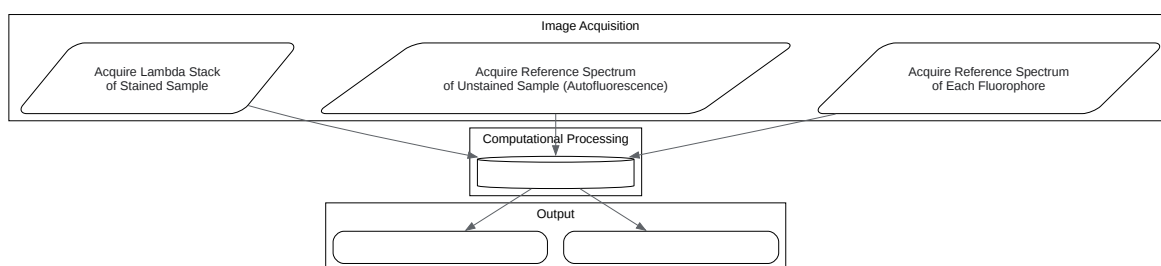 Image Acquisition
Acquire Lambda Stack
of Stained Sample
Acquire Reference Spectrum
of Unstained Sample (Autofluorescence)
Acquire Reference Spectrum
of Each Fluorophore
Computational Processing
Output